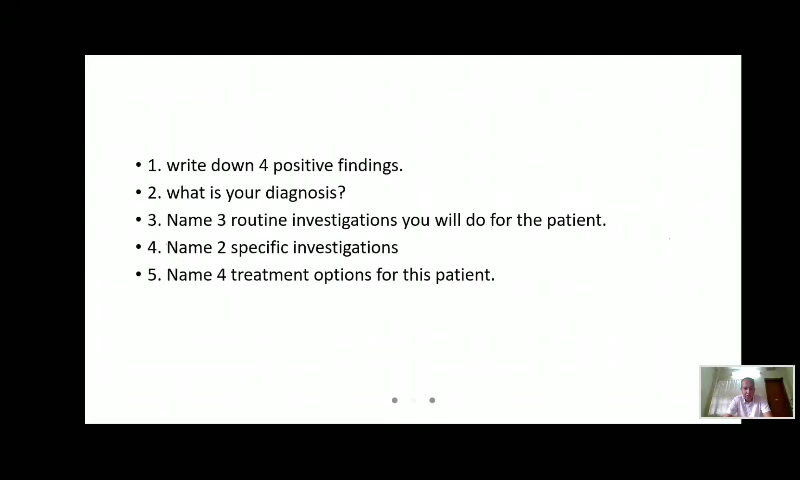 • 1. write down 4 positive findings.
• 2. what is your diagnosis?
• 3. Name 3 routine investigations you will do for the patient.
• 4. Name 2 specific investigations
• 5. Name 4 treatment options for this patient.